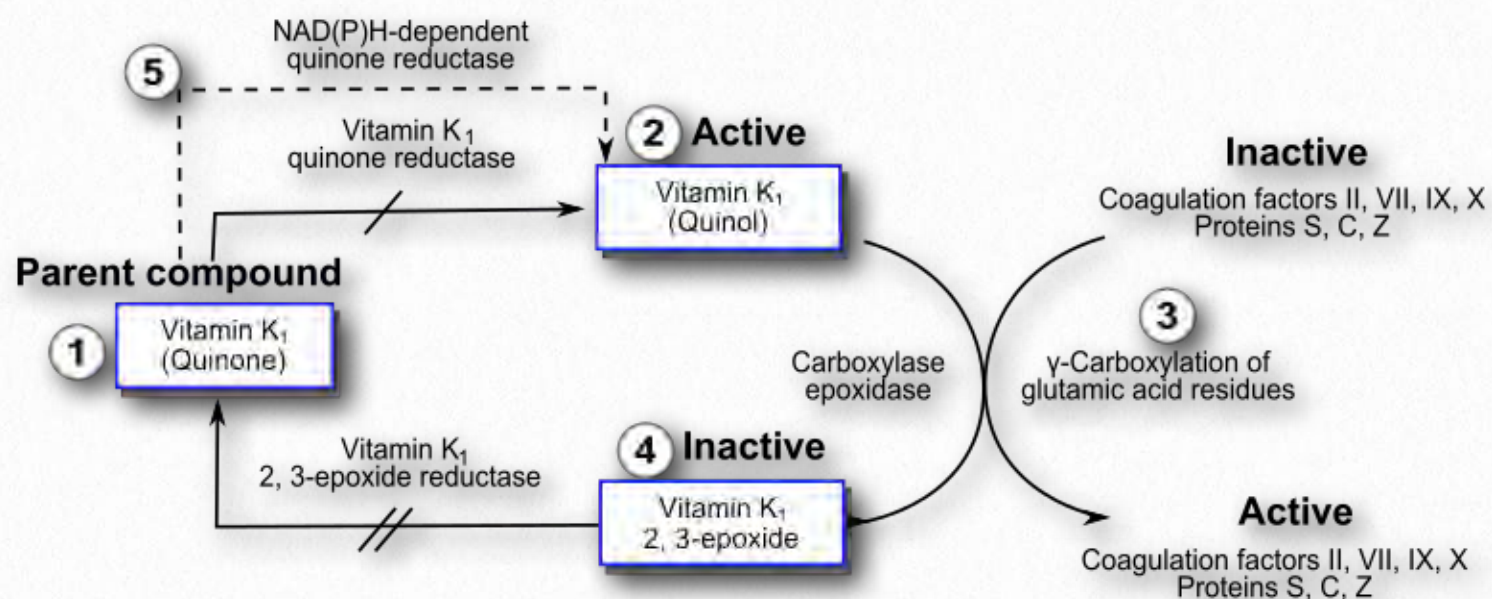 NAD(P)H-dependent
quinone reductase
5
Vitamin K₁
quinone reductase
2 Active
Vitamin K₁
(Quinol)
Inactive
Coagulation factors II, VII, IX, X
Proteins S, C, Z
Parent compound
1
Vitamin K₁
(Quinone)
Carboxylase
epoxidase
3
γ-Carboxylation of
glutamic acid residues
Vitamin K₁
2, 3-epoxide reductase
4 Inactive
Vitamin K₁
2, 3-epoxide
Active
Coagulation factors II, VII, IX, X
Proteins S, C, Z